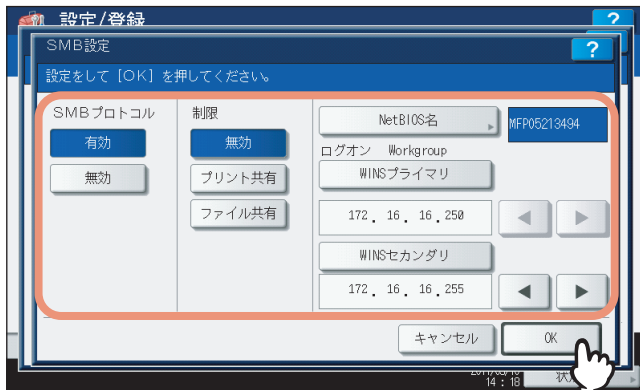 設定/登録
?
SMB設定
?
設定をして［OK］を押してください。
SMBプロトコル
有効
無効
制限
無効
プリント共有
ファイル共有
NetBIOS名
MFP05213494
ログオン Workgroup
WINSプライマリ
172. 16. 16.250
WINSセカンダリ
172. 16. 16.255
キャンセル
OK
14 : 18